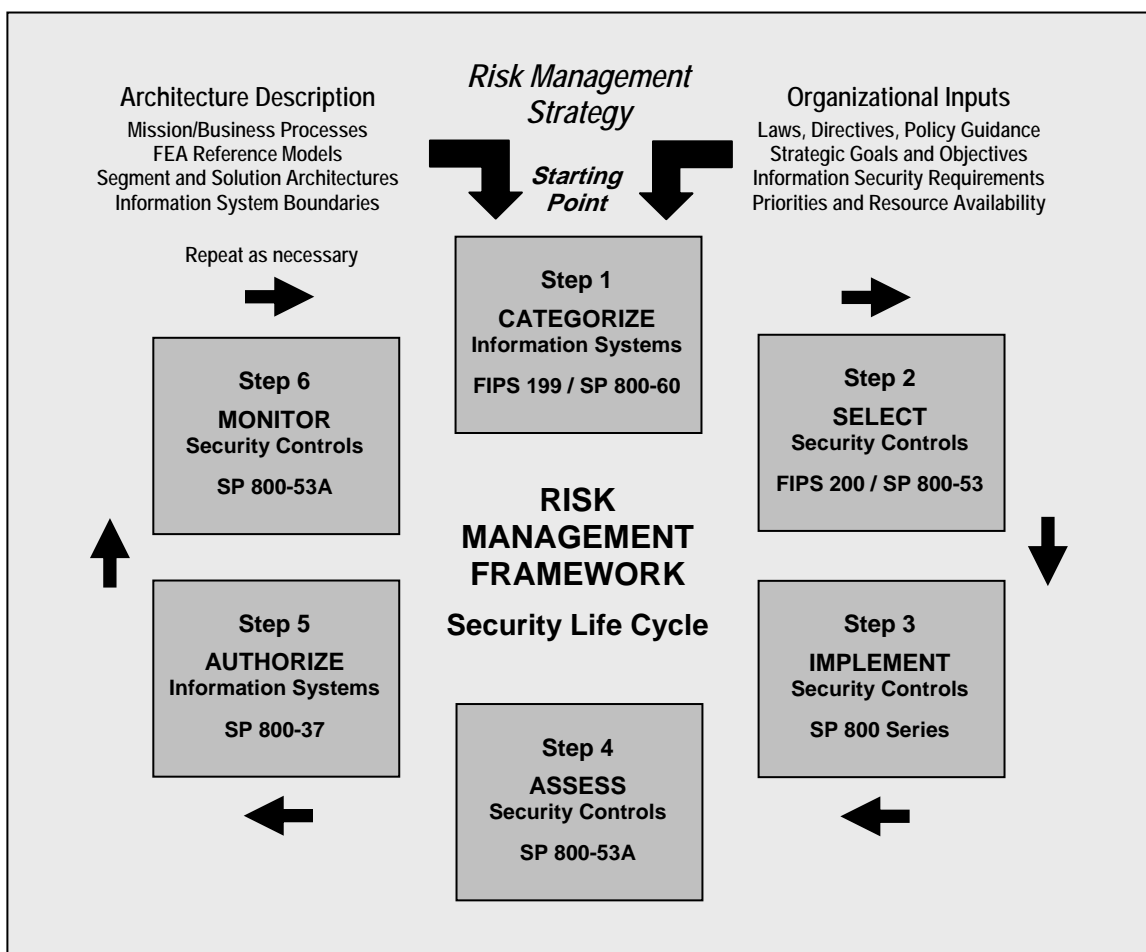 Architecture Description
Mission/Business Processes
FEA Reference Models
Segment and Solution Architectures
Information System Boundaries
Risk Management
Strategy
Starting
Point
Organizational Inputs
Laws, Directives, Policy Guidance
Strategic Goals and Objectives
Information Security Requirements
Priorities and Resource Availability
Repeat as necessary
Step 1
CATEGORIZE
Information Systems
FIPS 199 / SP 800-60
Step 2
SELECT
Security Controls
FIPS 200 / SP 800-53
Step 3
IMPLEMENT
Security Controls
SP 800 Series
Step 4
ASSESS
Security Controls
SP 800-53A
Step 5
AUTHORIZE
Information Systems
SP 800-37
Step 6
MONITOR
Security Controls
SP 800-53A
RISK
MANAGEMENT
FRAMEWORK
Security Life Cycle